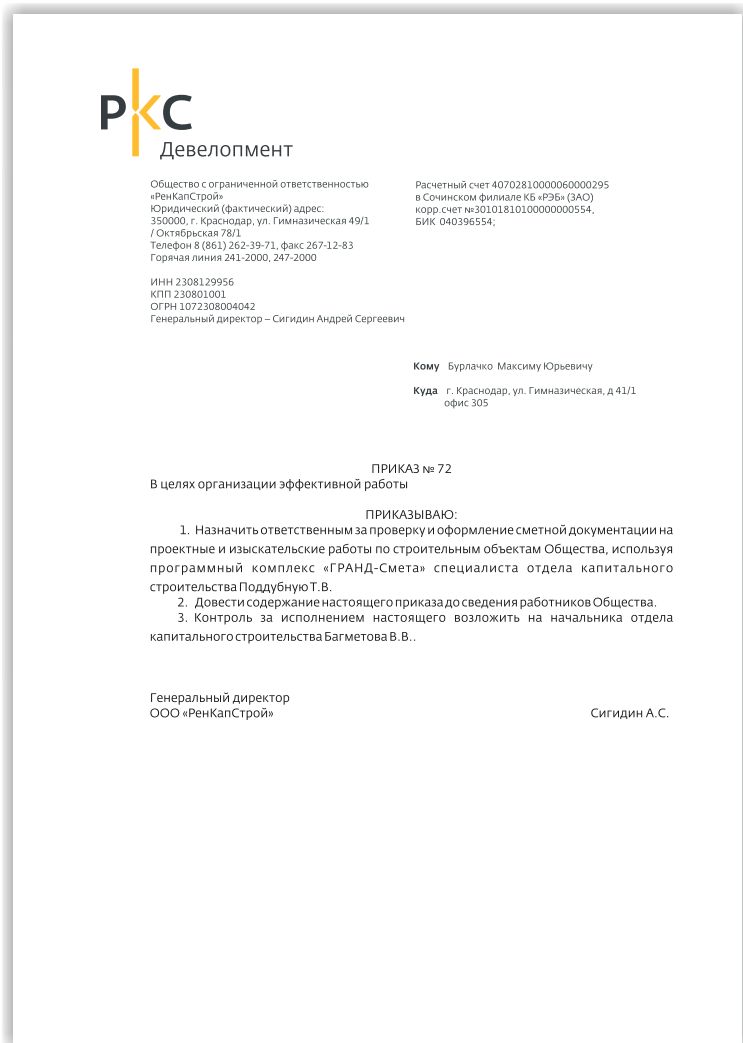 РКС
Девелопмент
Общество с ограниченной ответственностью
«РенКапСтрой»
Юридический (фактический) адрес:
350000, г. Краснодар, ул. Гимназическая 49/1
/ Октябрьская 78/1
Телефон 8 (861) 262-39-71, факс 267-12-83
Горячая линия 241-2000, 247-2000
ИНН 2308129956
КПП 230801001
ОГРН 1072308004042
Генеральный директор – Сигидин Андрей Сергеевич
Расчетный счет 40702810000060000295
в Сочинском филиале КБ «РЭБ» (ЗАО)
корр.счет №30101810100000000554,
БИК 040396554;
Кому Бурлачко Максиму Юрьевичу
Куда г. Краснодар, ул. Гимназическая, д 41/1
офис 305
ПРИКАЗ № 72
В целях организации эффективной работы
ПРИКАЗЫВАЮ:
1. Назначить ответственным за проверку и оформление сметной документации на
проектные и изыскательские работы по строительным объектам Общества, используя
программный комплекс «ГРАНД-Смета» специалиста отдела капитального
строительства Поддубную Т.В.
2. Довести содержание настоящего приказа до сведения работников Общества.
3. Контроль за исполнением настоящего возложить на начальника отдела
капитального строительства Багметова В.В..
Генеральный директор
ООО «РенКапСтрой» Сигидин А.С.